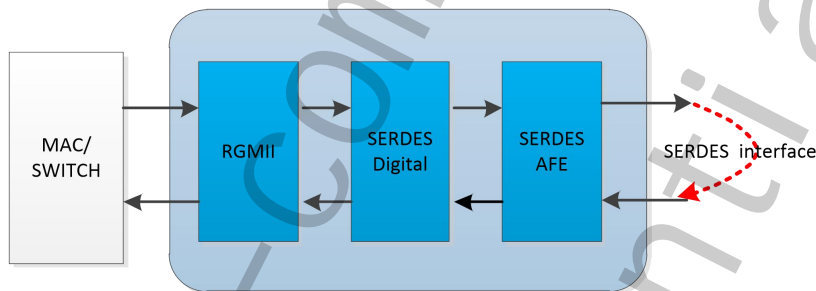 MAC/
SWITCH
RGMII
SERDES
Digital
SERDES
AFE
SERDES interface